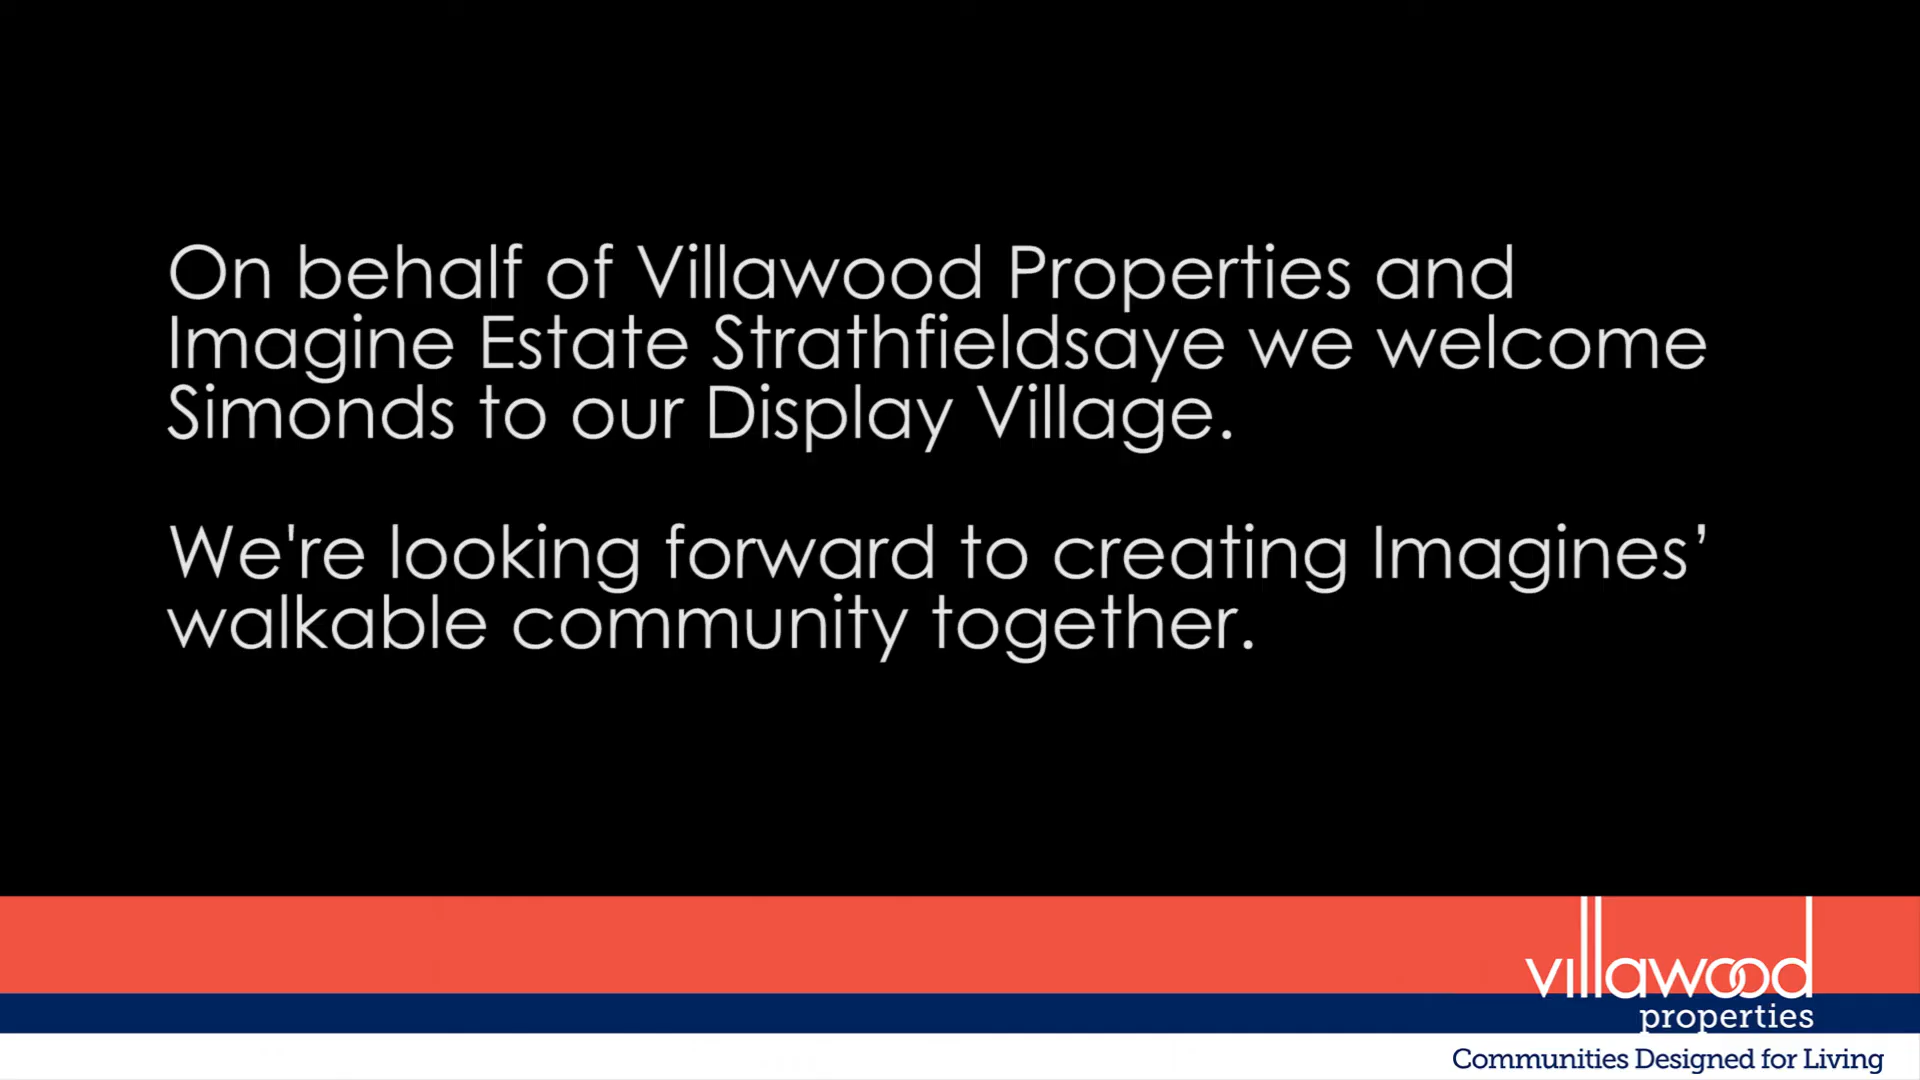 On behalf of Villawood Properties and
Imagine Estate Strathfieldsaye we welcome
Simonds to our Display Village.
We're looking forward to creating Imagines’
walkable community together.
villawood
properties
Communities Designed for Living